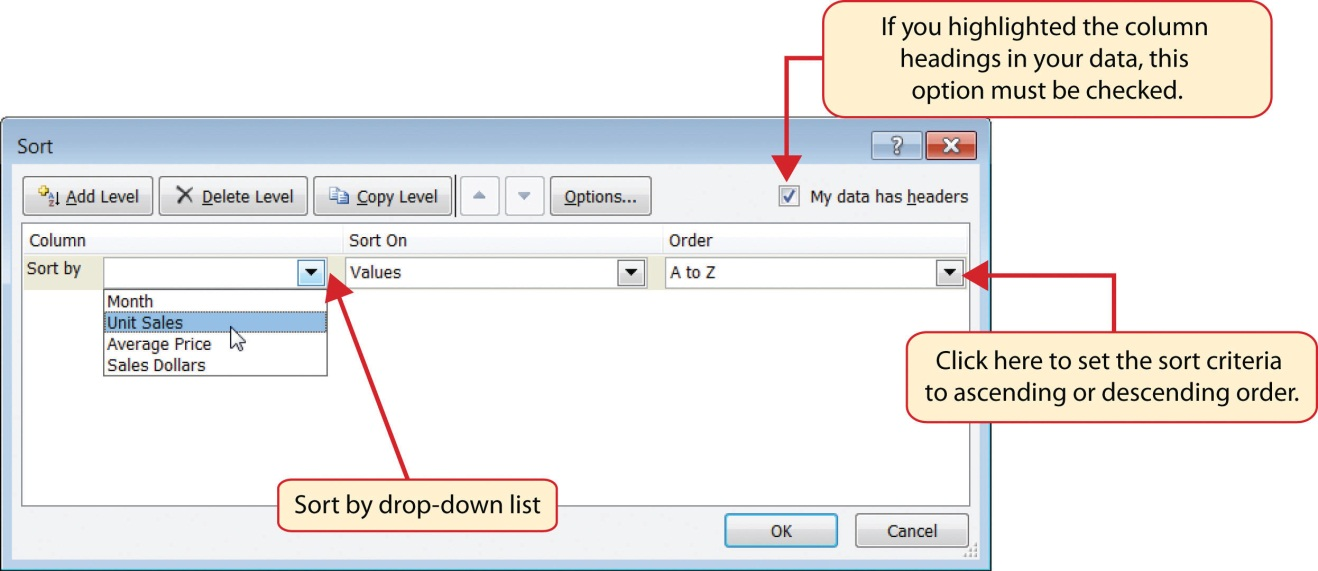 If you highlighted the column
headings in your data, this
option must be checked.
Sort
?
Add Level
Delete Level
Copy Level
Options...
My data has headers
Column
Sort On
Order
Sort by
Values
A to Z
Month
Unit Sales
Average Price
Sales Dollars
Click here to set the sort criteria
to ascending or descending order.
Sort by drop-down list
OK
Cancel